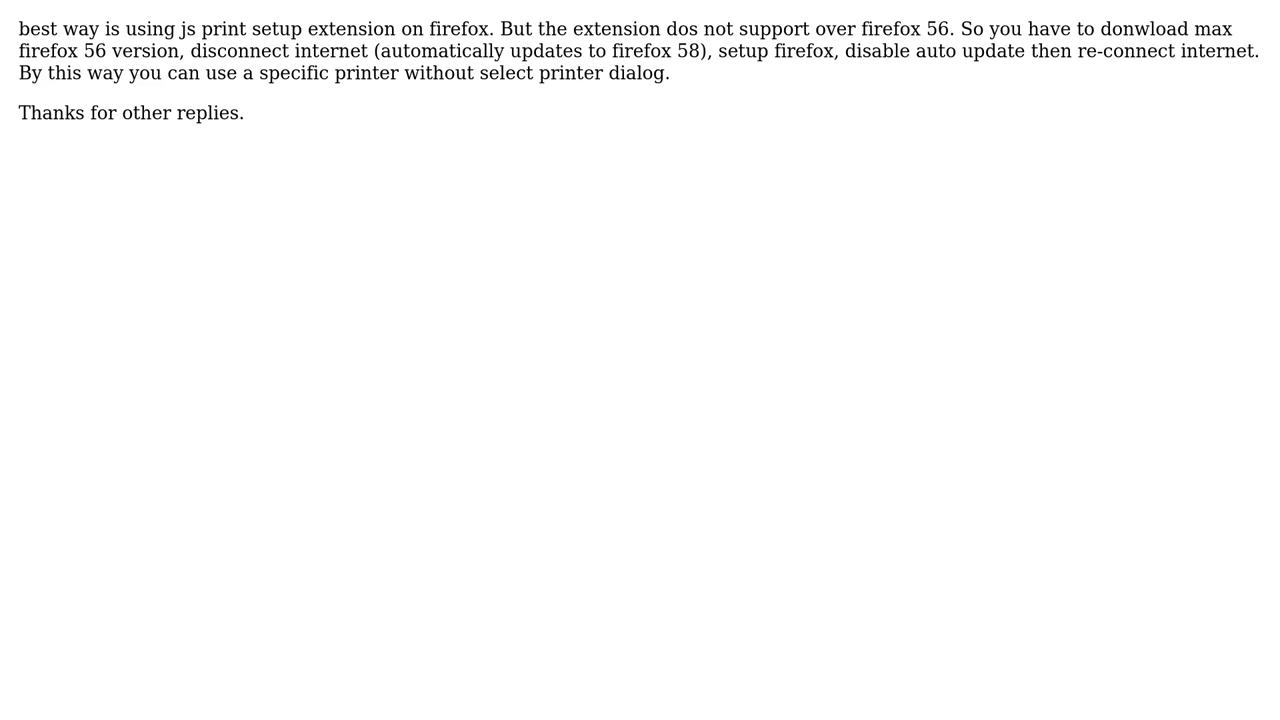 best way is using js print setup extension on firefox. But the extension dos not support over firefox 56. So you have to donwload max
firefox 56 version, disconnect internet (automatically updates to firefox 58), setup firefox, disable auto update then re-connect internet.
By this way you can use a specific printer without select printer dialog.
Thanks for other replies.